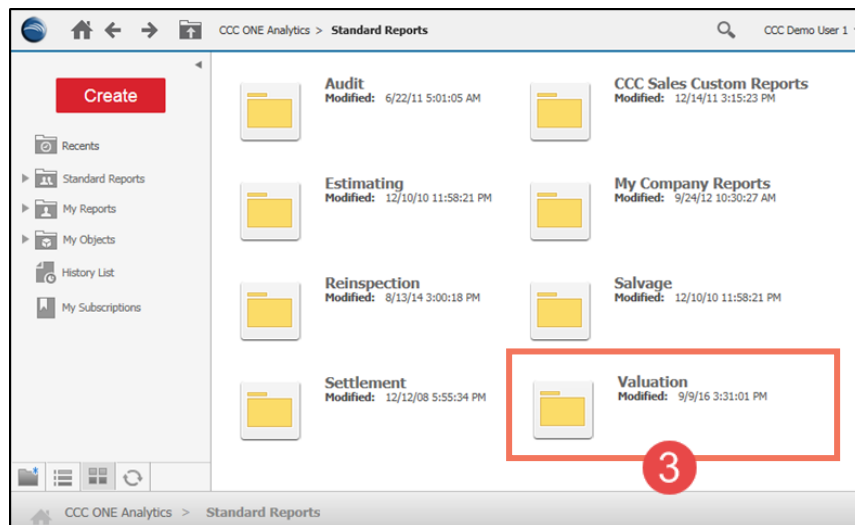 CCC ONE Analytics > Standard Reports
CCC Demo User 1
Create
Recents
Standard Reports
My Reports
My Objects
History List
My Subscriptions
Audit
Modified: 6/22/11 5:01:05 AM
CCC Sales Custom Reports
Modified: 12/14/11 3:15:23 PM
Estimating
Modified: 12/10/10 11:58:21 PM
My Company Reports
Modified: 9/24/12 10:30:27 AM
Reinspection
Modified: 8/13/14 3:00:18 PM
Salvage
Modified: 12/10/10 11:58:21 PM
Settlement
Modified: 12/12/08 5:55:34 PM
Valuation
Modified: 9/9/16 3:31:01 PM
3
CCC ONE Analytics > Standard Reports